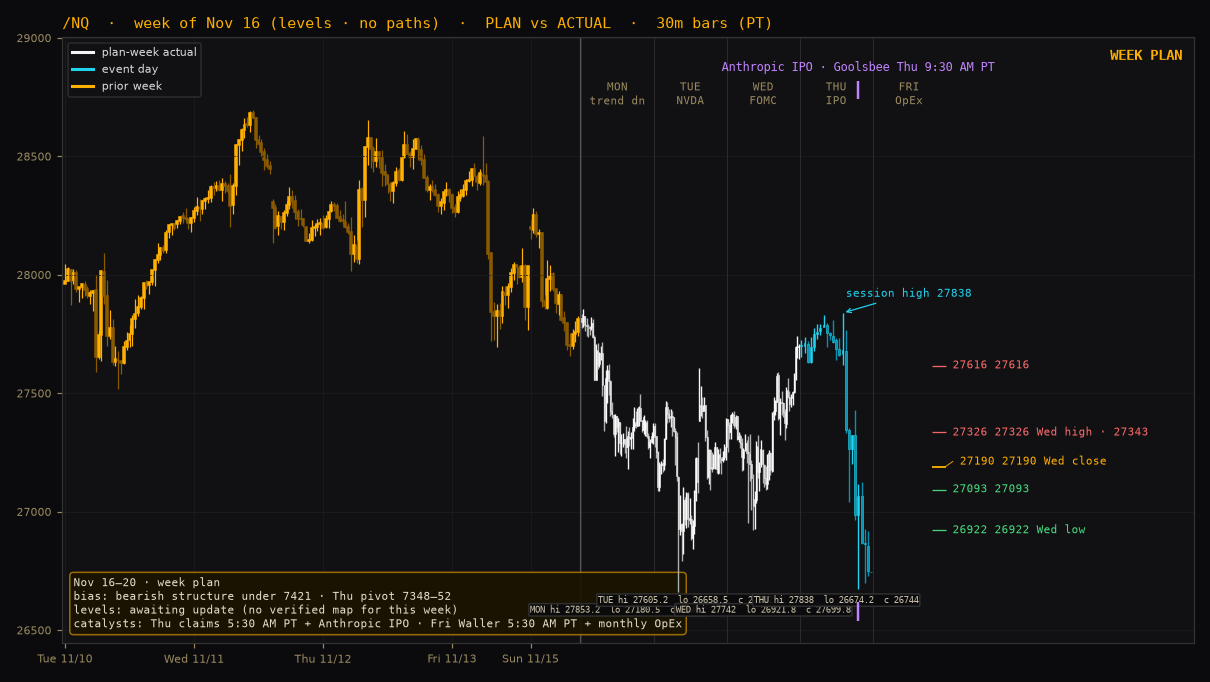 /NQ · week of Nov 16 (levels · no paths) · PLAN vs ACTUAL · 30m bars (PT)
29000
28500
28000
27500
27000
26500
plan-week actual
event day
prior week
WEEK PLAN
Anthropic IPO · Goolsbee Thu 9:30 AM PT
MON
trend dn
TUE
NVDA
WED
FOMC
THU
IPO
FRI
OpEx
session high 27838
27616 27616
27326 27326 Wed high · 27343
27190 27190 Wed close
27093 27093
26922 26922 Wed low
Nov 16–20 · week plan
bias: bearish structure under 7421 · Thu pivot 7348–52
levels: awaiting update (no verified map for this week)
catalysts: Thu claims 5:30 AM PT + Anthropic IPO · Fri Waller 5:30 AM PT + monthly OpEx
TUE hi 27605.2 lo 26658.5 c 2
THU hi 27838 lo 26674.2 c 26744
MON hi 27853.2 lo 27180.5 c
WED hi 27742 lo 26921.8 c 27699.8
Tue 11/10
Wed 11/11
Thu 11/12
Fri 11/13
Sun 11/15